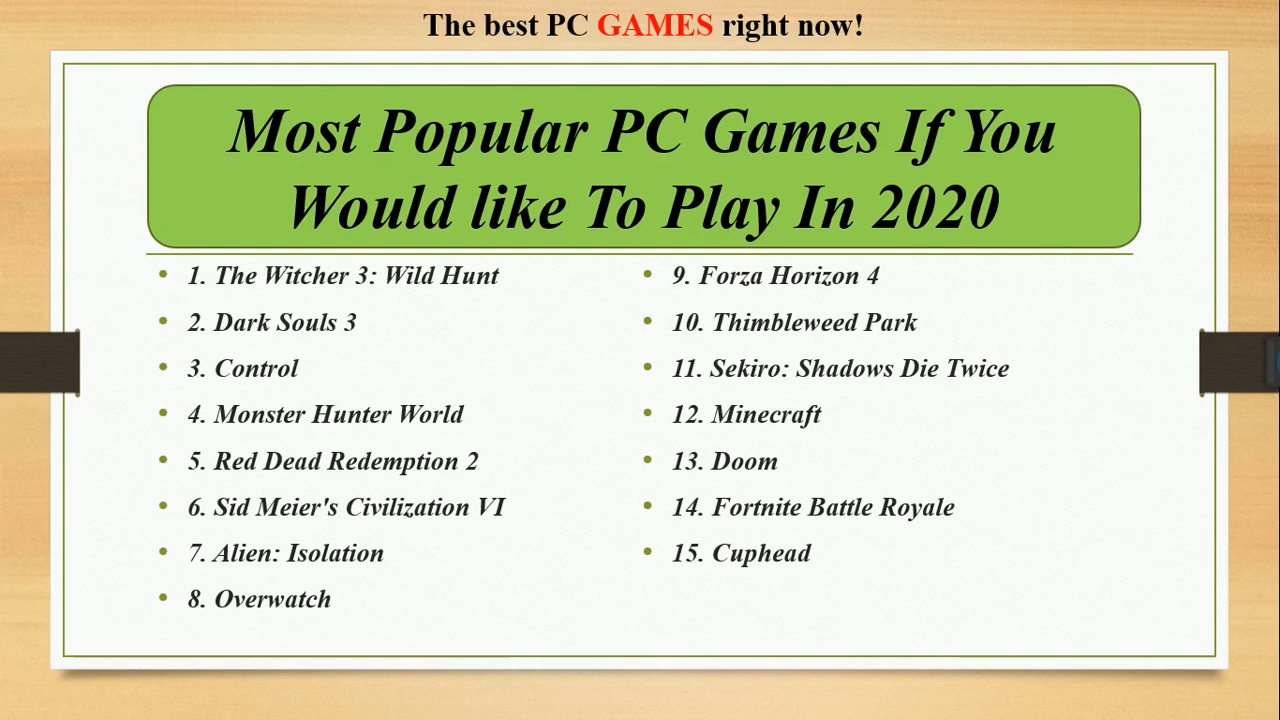 The best PC GAMES right now!
Most Popular PC Games If You
Would like To Play In 2020
• 1. The Witcher 3: Wild Hunt
• 2. Dark Souls 3
• 3. Control
• 4. Monster Hunter World
• 5. Red Dead Redemption 2
• 6. Sid Meier's Civilization VI
• 7. Alien: Isolation
• 8. Overwatch
• 9. Forza Horizon 4
• 10. Thimbleweed Park
• 11. Sekiro: Shadows Die Twice
• 12. Minecraft
• 13. Doom
• 14. Fortnite Battle Royale
• 15. Cuphead